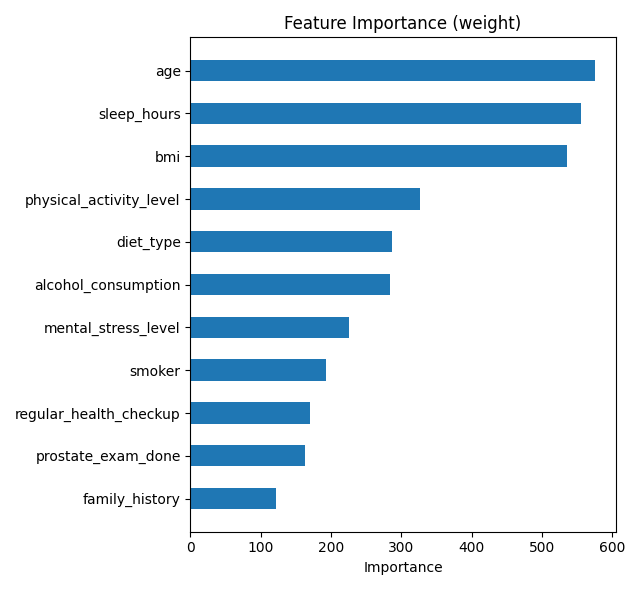 Feature Importance (weight)
age
sleep_hours
bmi
physical_activity_level
diet_type
alcohol_consumption
mental_stress_level
smoker
regular_health_checkup
prostate_exam_done
family_history
0 100 200 300 400 500 600
Importance